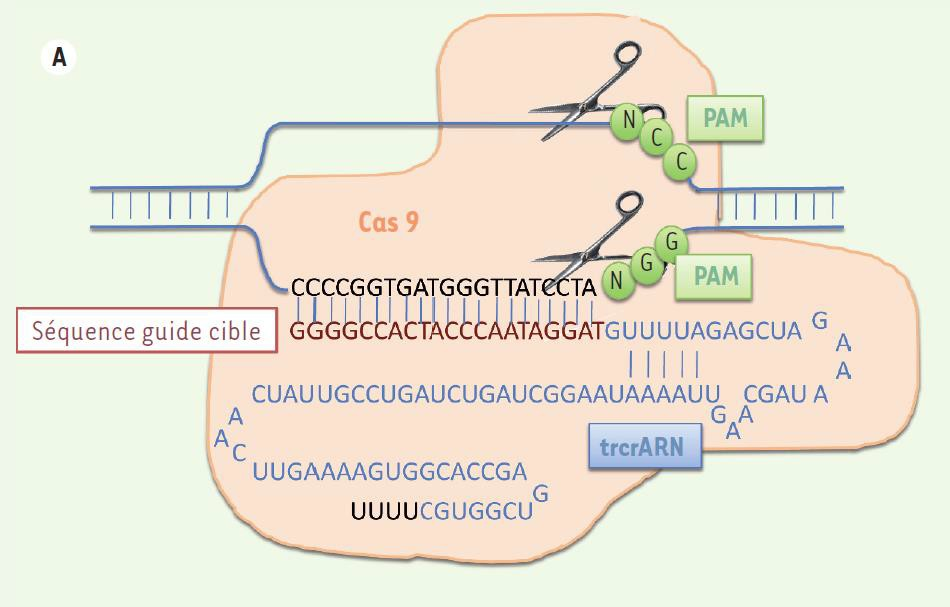 A
N
C
C
PAM
Cas 9
G
G
N
PAM
CCCCGGTGATGGGTTATCCTA
Séquence guide cible
GGGGCCACTACCCAATAGGATGUUUUAGAGCUA
G
A
A
CUAUUGCCUGAUCUGAUCGGAAUAAAAUU
G
A
A
CGAU A
A
A
C
trcrARN
UUGAAAAGUGGCACCGA
G
UUUUCGUGGCU